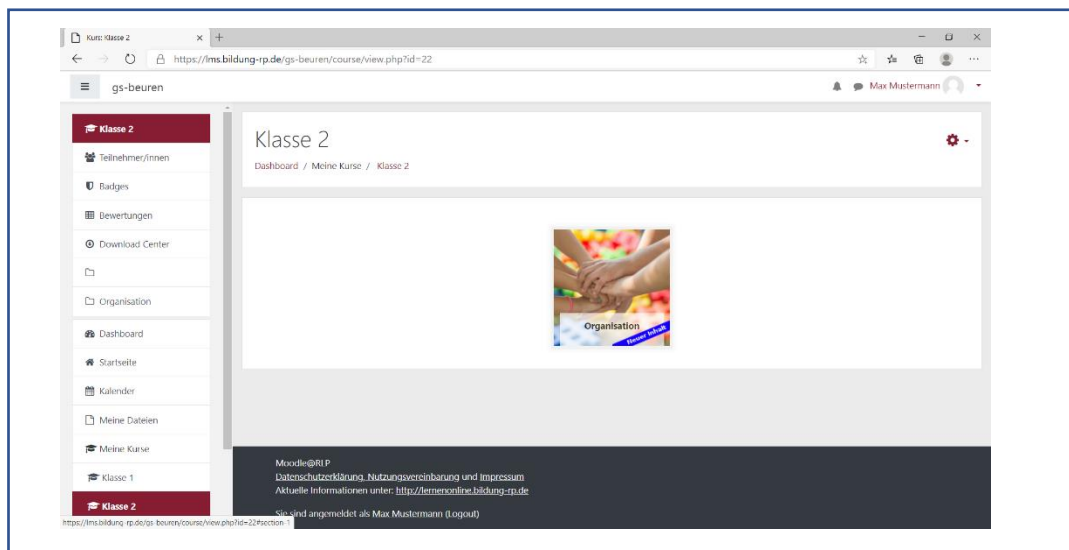 Kurs: Klasse 2
https://lms.bildung-rp.de/gs-beuren/course/view.php?id=22
gs-beuren
Max Mustermann
Klasse 2
Teilnehmer/innen
Badges
Bewertungen
Download Center
Organisation
Dashboard
Startseite
Kalender
Meine Dateien
Meine Kurse
Klasse 1
Klasse 2
Klasse 2
Dashboard / Meine Kurse / Klasse 2
Organisation
Neuer Inhalt
Moodle@RLP
Datenschutzerklärung, Nutzungsvereinbarung und Impressum
Aktuelle Informationen unter: http://lernenonline.bildung-rp.de
Sie sind angemeldet als Max Mustermann (Logout)
https://lms.bildung-rp.de/gs-beuren/course/view.php?id=22#section-1